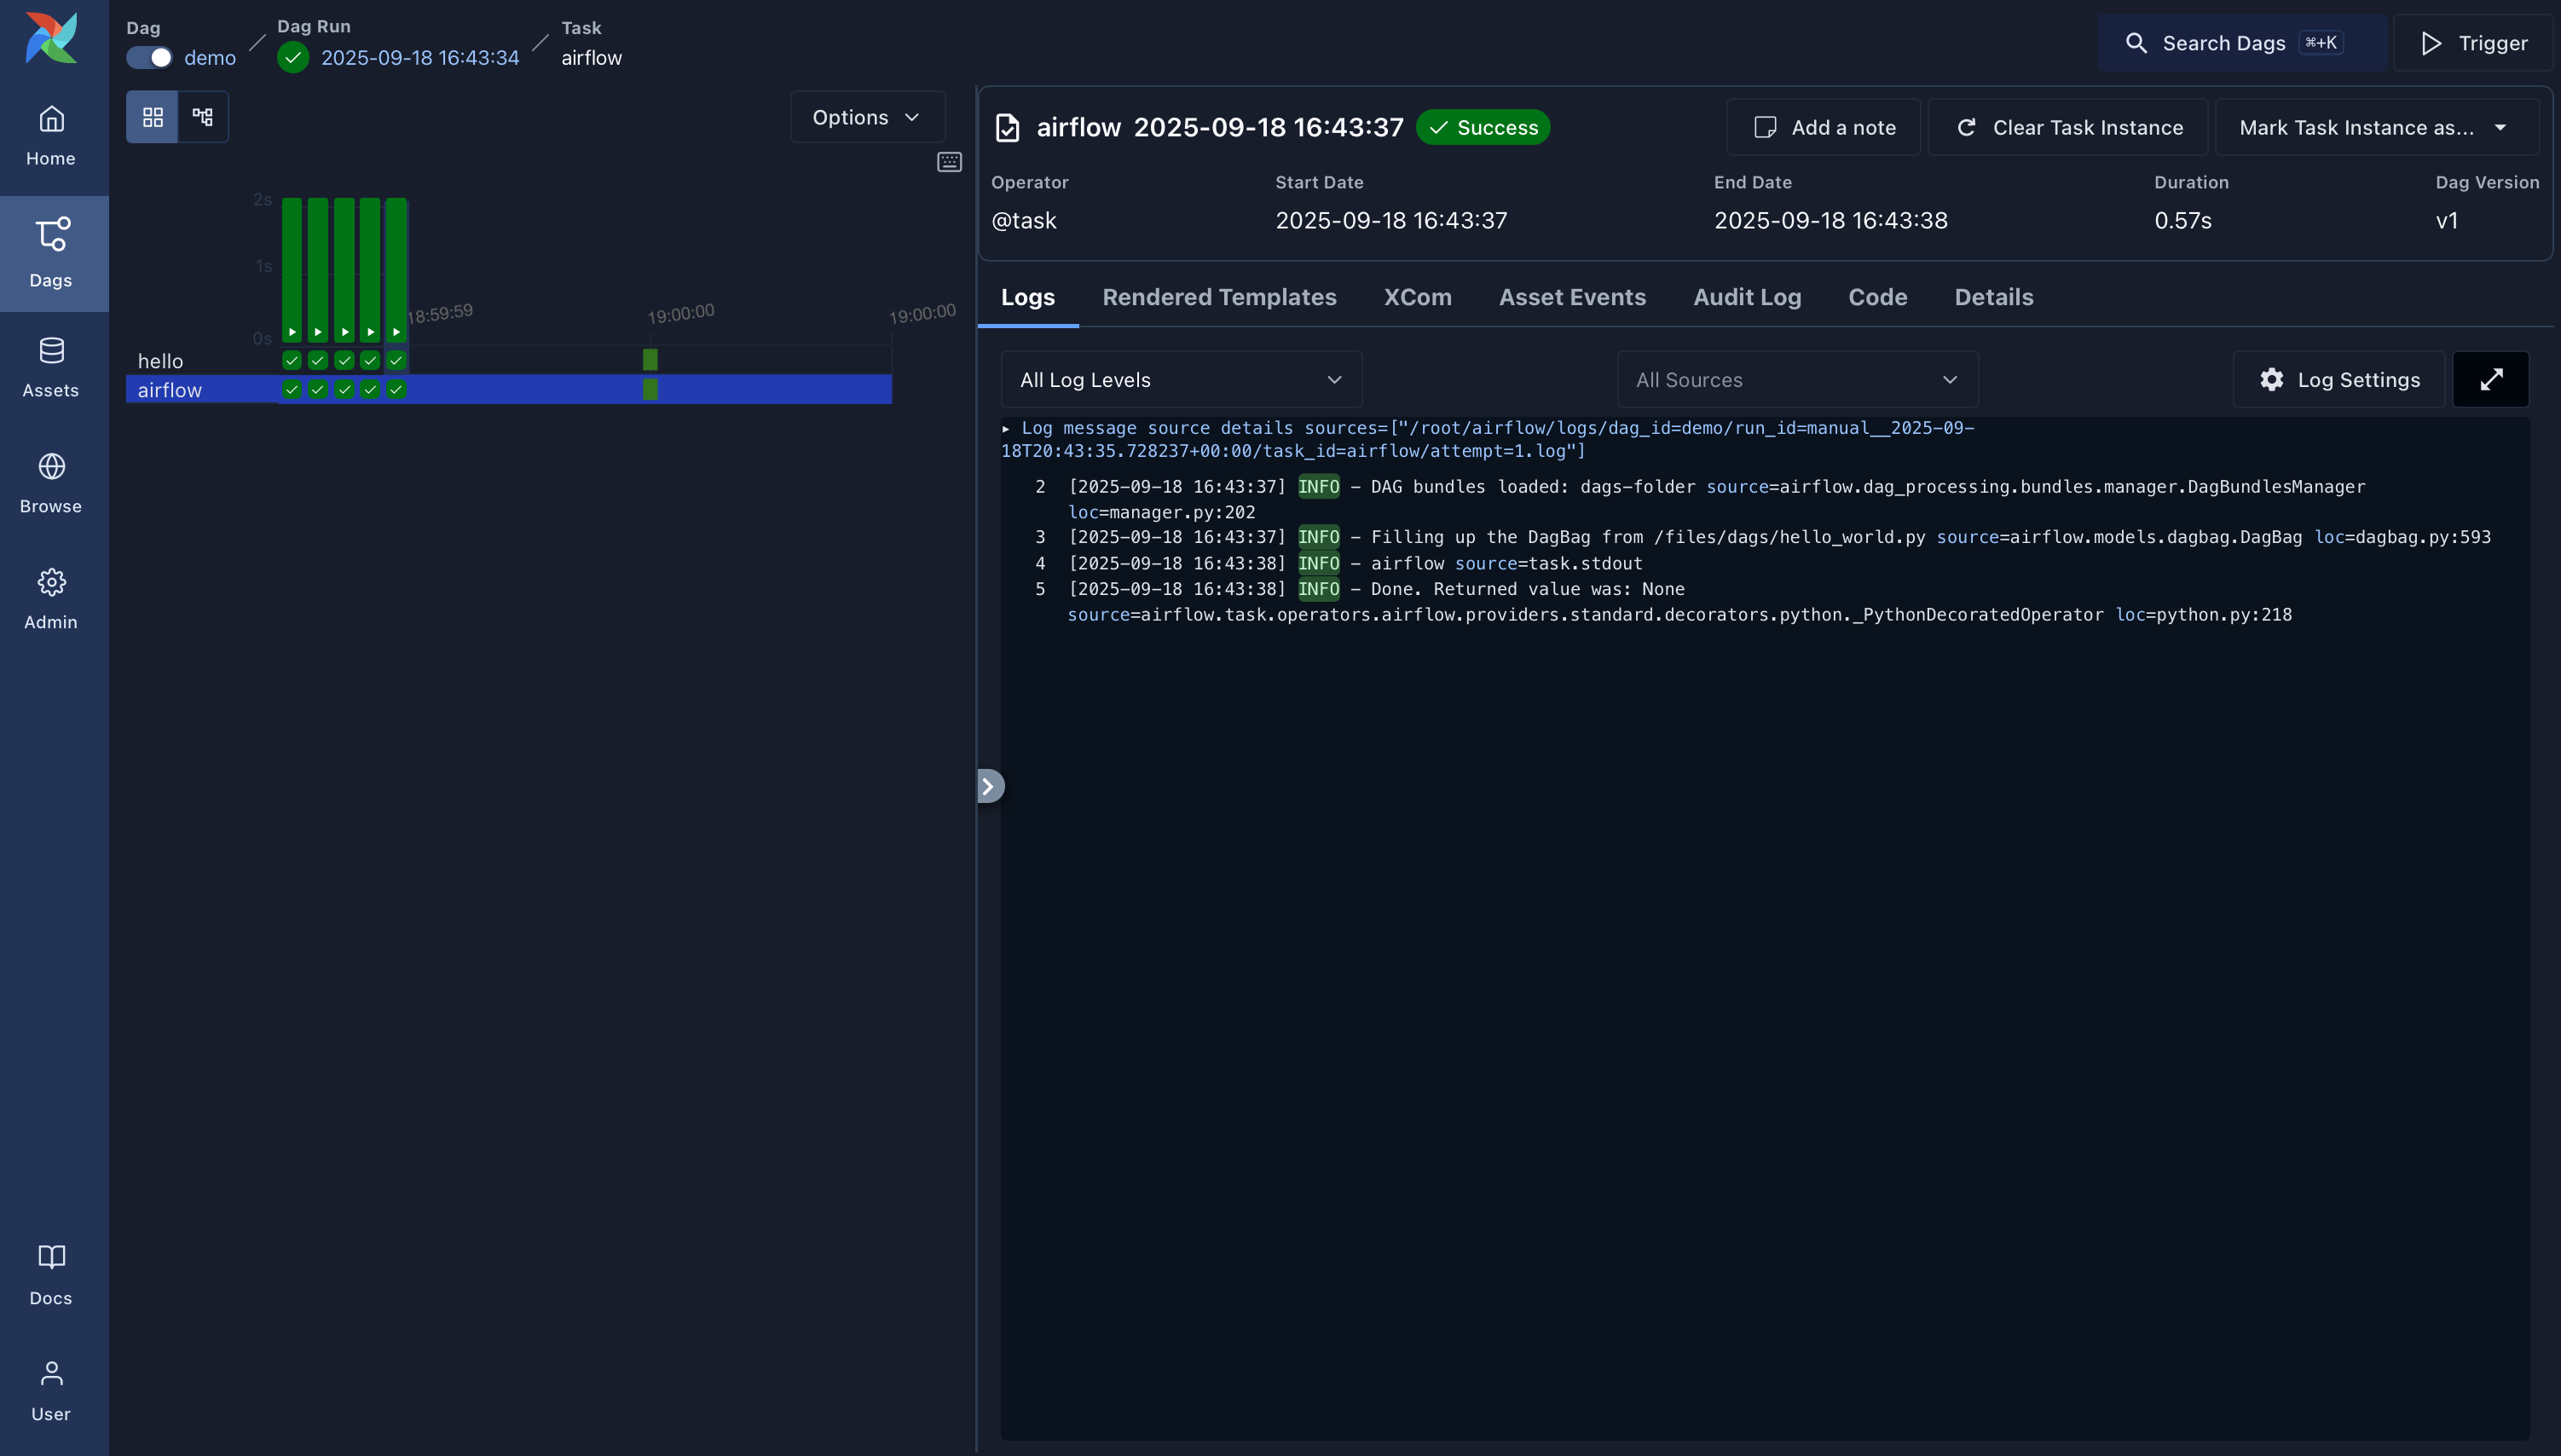 Dag
demo
Dag Run
2025-09-18 16:43:34
Task
airflow
Search Dags ⌘+K
Trigger
Home
Dags
Assets
Browse
Admin
Docs
User
Options
2s
1s
0s
18:59:59
19:00:00
19:00:00
hello
airflow
airflow 2025-09-18 16:43:37 Success
Add a note
Clear Task Instance
Mark Task Instance as...
Operator Start Date End Date Duration Dag Version
@task 2025-09-18 16:43:37 2025-09-18 16:43:38 0.57s v1
Logs Rendered Templates XCom Asset Events Audit Log Code Details
All Log Levels
All Sources
Log Settings
Log message source details sources=["/root/airflow/logs/dag_id=demo/run_id=manual__2025-09-
18T20:43:35.728237+00:00/task_id=airflow/attempt=1.log"]
2 [2025-09-18 16:43:37] INFO - DAG bundles loaded: dags-folder source=airflow.dag_processing.bundles.manager.DagBundlesManager
loc=manager.py:202
3 [2025-09-18 16:43:37] INFO - Filling up the DagBag from /files/dags/hello_world.py source=airflow.models.dagbag.DagBag loc=dagbag.py:593
4 [2025-09-18 16:43:38] INFO - airflow source=task.stdout
5 [2025-09-18 16:43:38] INFO - Done. Returned value was: None
source=airflow.task.operators.airflow.providers.standard.decorators.python._PythonDecoratedOperator loc=python.py:218